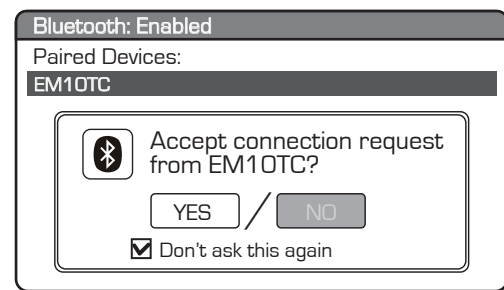 Bluetooth: Enabled
Paired Devices:
EM10TC
Accept connection request
from EM10TC?
YES / NO
Don't ask this again